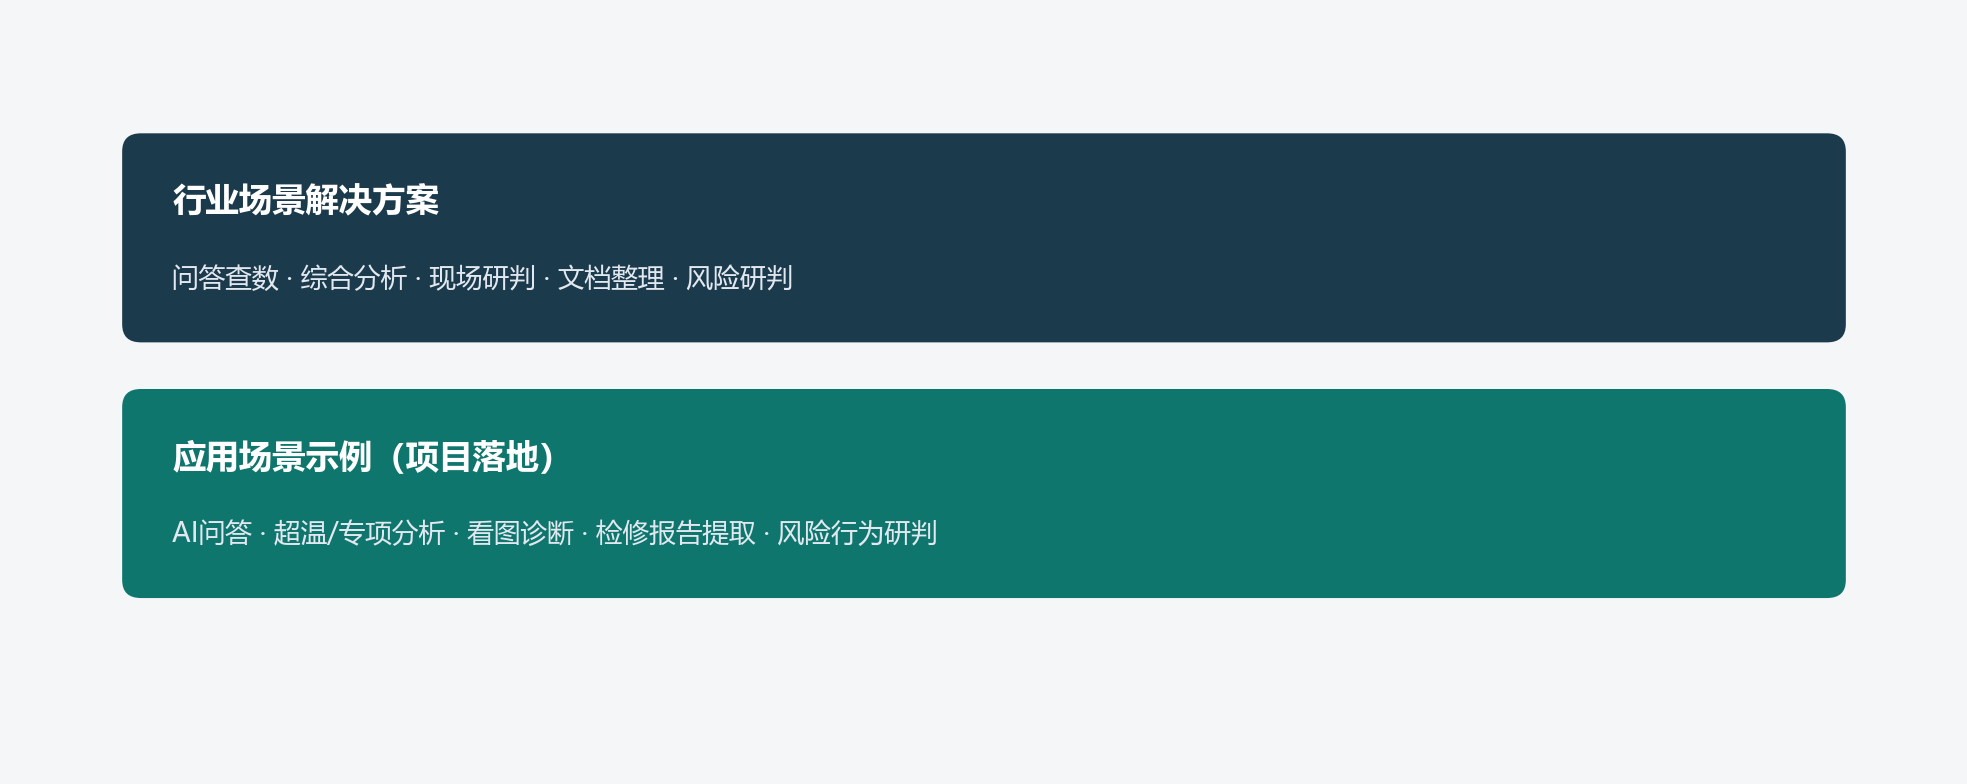 行业场景解决方案
问答查数 · 综合分析 · 现场研判 · 文档整理 · 风险研判
应用场景示例（项目落地）
AI问答 · 超温/专项分析 · 看图诊断 · 检修报告提取 · 风险行为研判